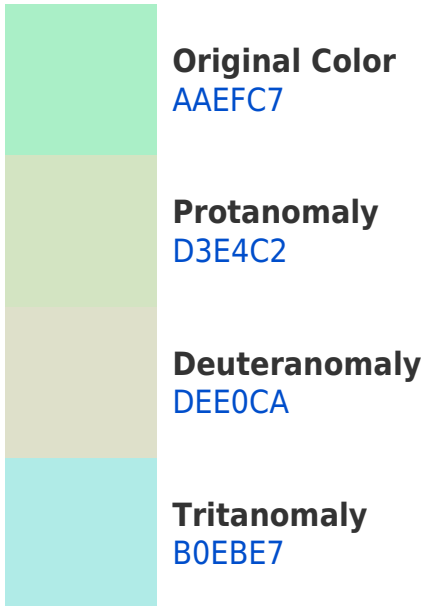 Original Color
AAEFC7
Protanomaly
D3E4C2
Deuteranomaly
DEE0CA
Tritanomaly
B0EBE7